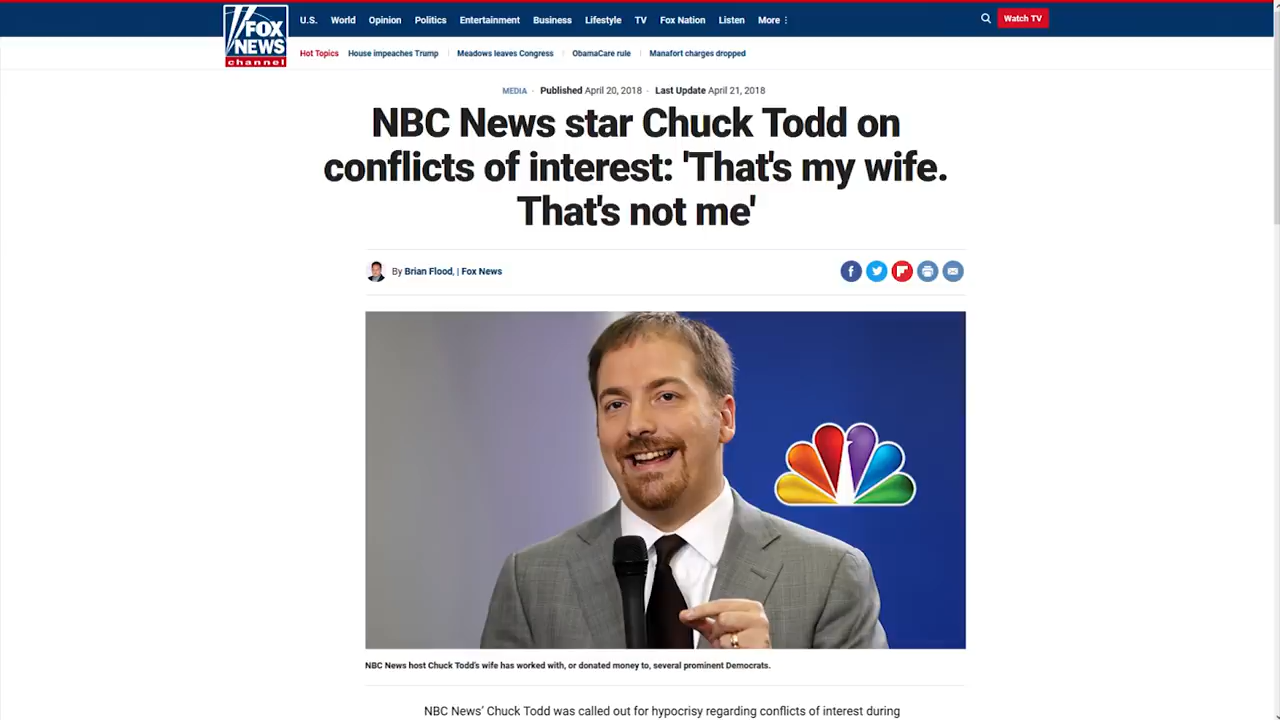 FOX
NEWS
channel
U.S. World Opinion Politics Entertainment Business Lifestyle TV Fox Nation Listen More Watch TV
Hot Topics House impeaches Trump Meadows leaves Congress ObamaCare rule Manafort charges dropped
MEDIA · Published April 20, 2018 · Last Update April 21, 2018
NBC News star Chuck Todd on
conflicts of interest: 'That's my wife.
That's not me'
By Brian Flood, | Fox News
NBC News host Chuck Todd's wife has worked with, or donated money to, several prominent Democrats.
NBC News’ Chuck Todd was called out for hypocrisy regarding conflicts of interest during